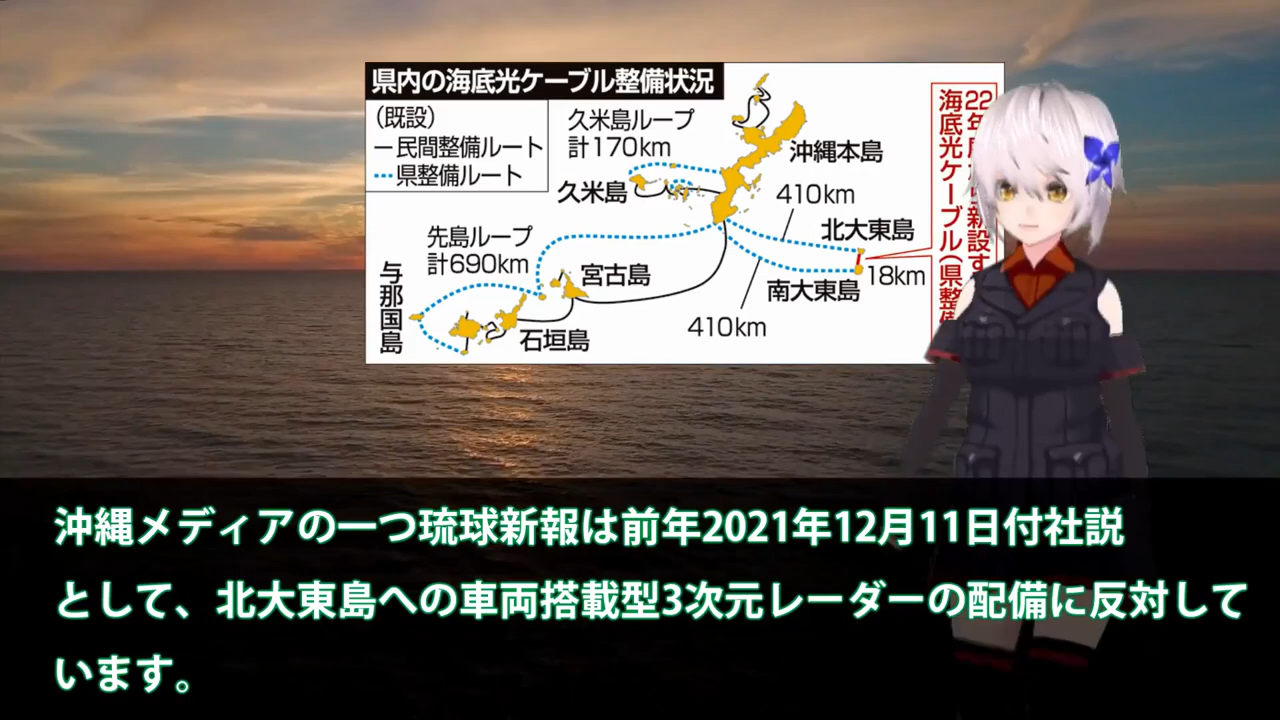 県内の海底光ケーブル整備状況
(既設)
民間整備ルート
県整備ルート
久米島ループ
計170km
久米島
沖縄本島
410km
北大東島
18km
南大東島
410km
先島ループ
計690km
与那国島
宮古島
石垣島
22年
新設す
海底光ケーブル(県整備
沖縄メディアの一つ琉球新報は前年2021年12月11日付社説
として、北大東島への車両搭載型3次元レーダーの配備に反対して
います。